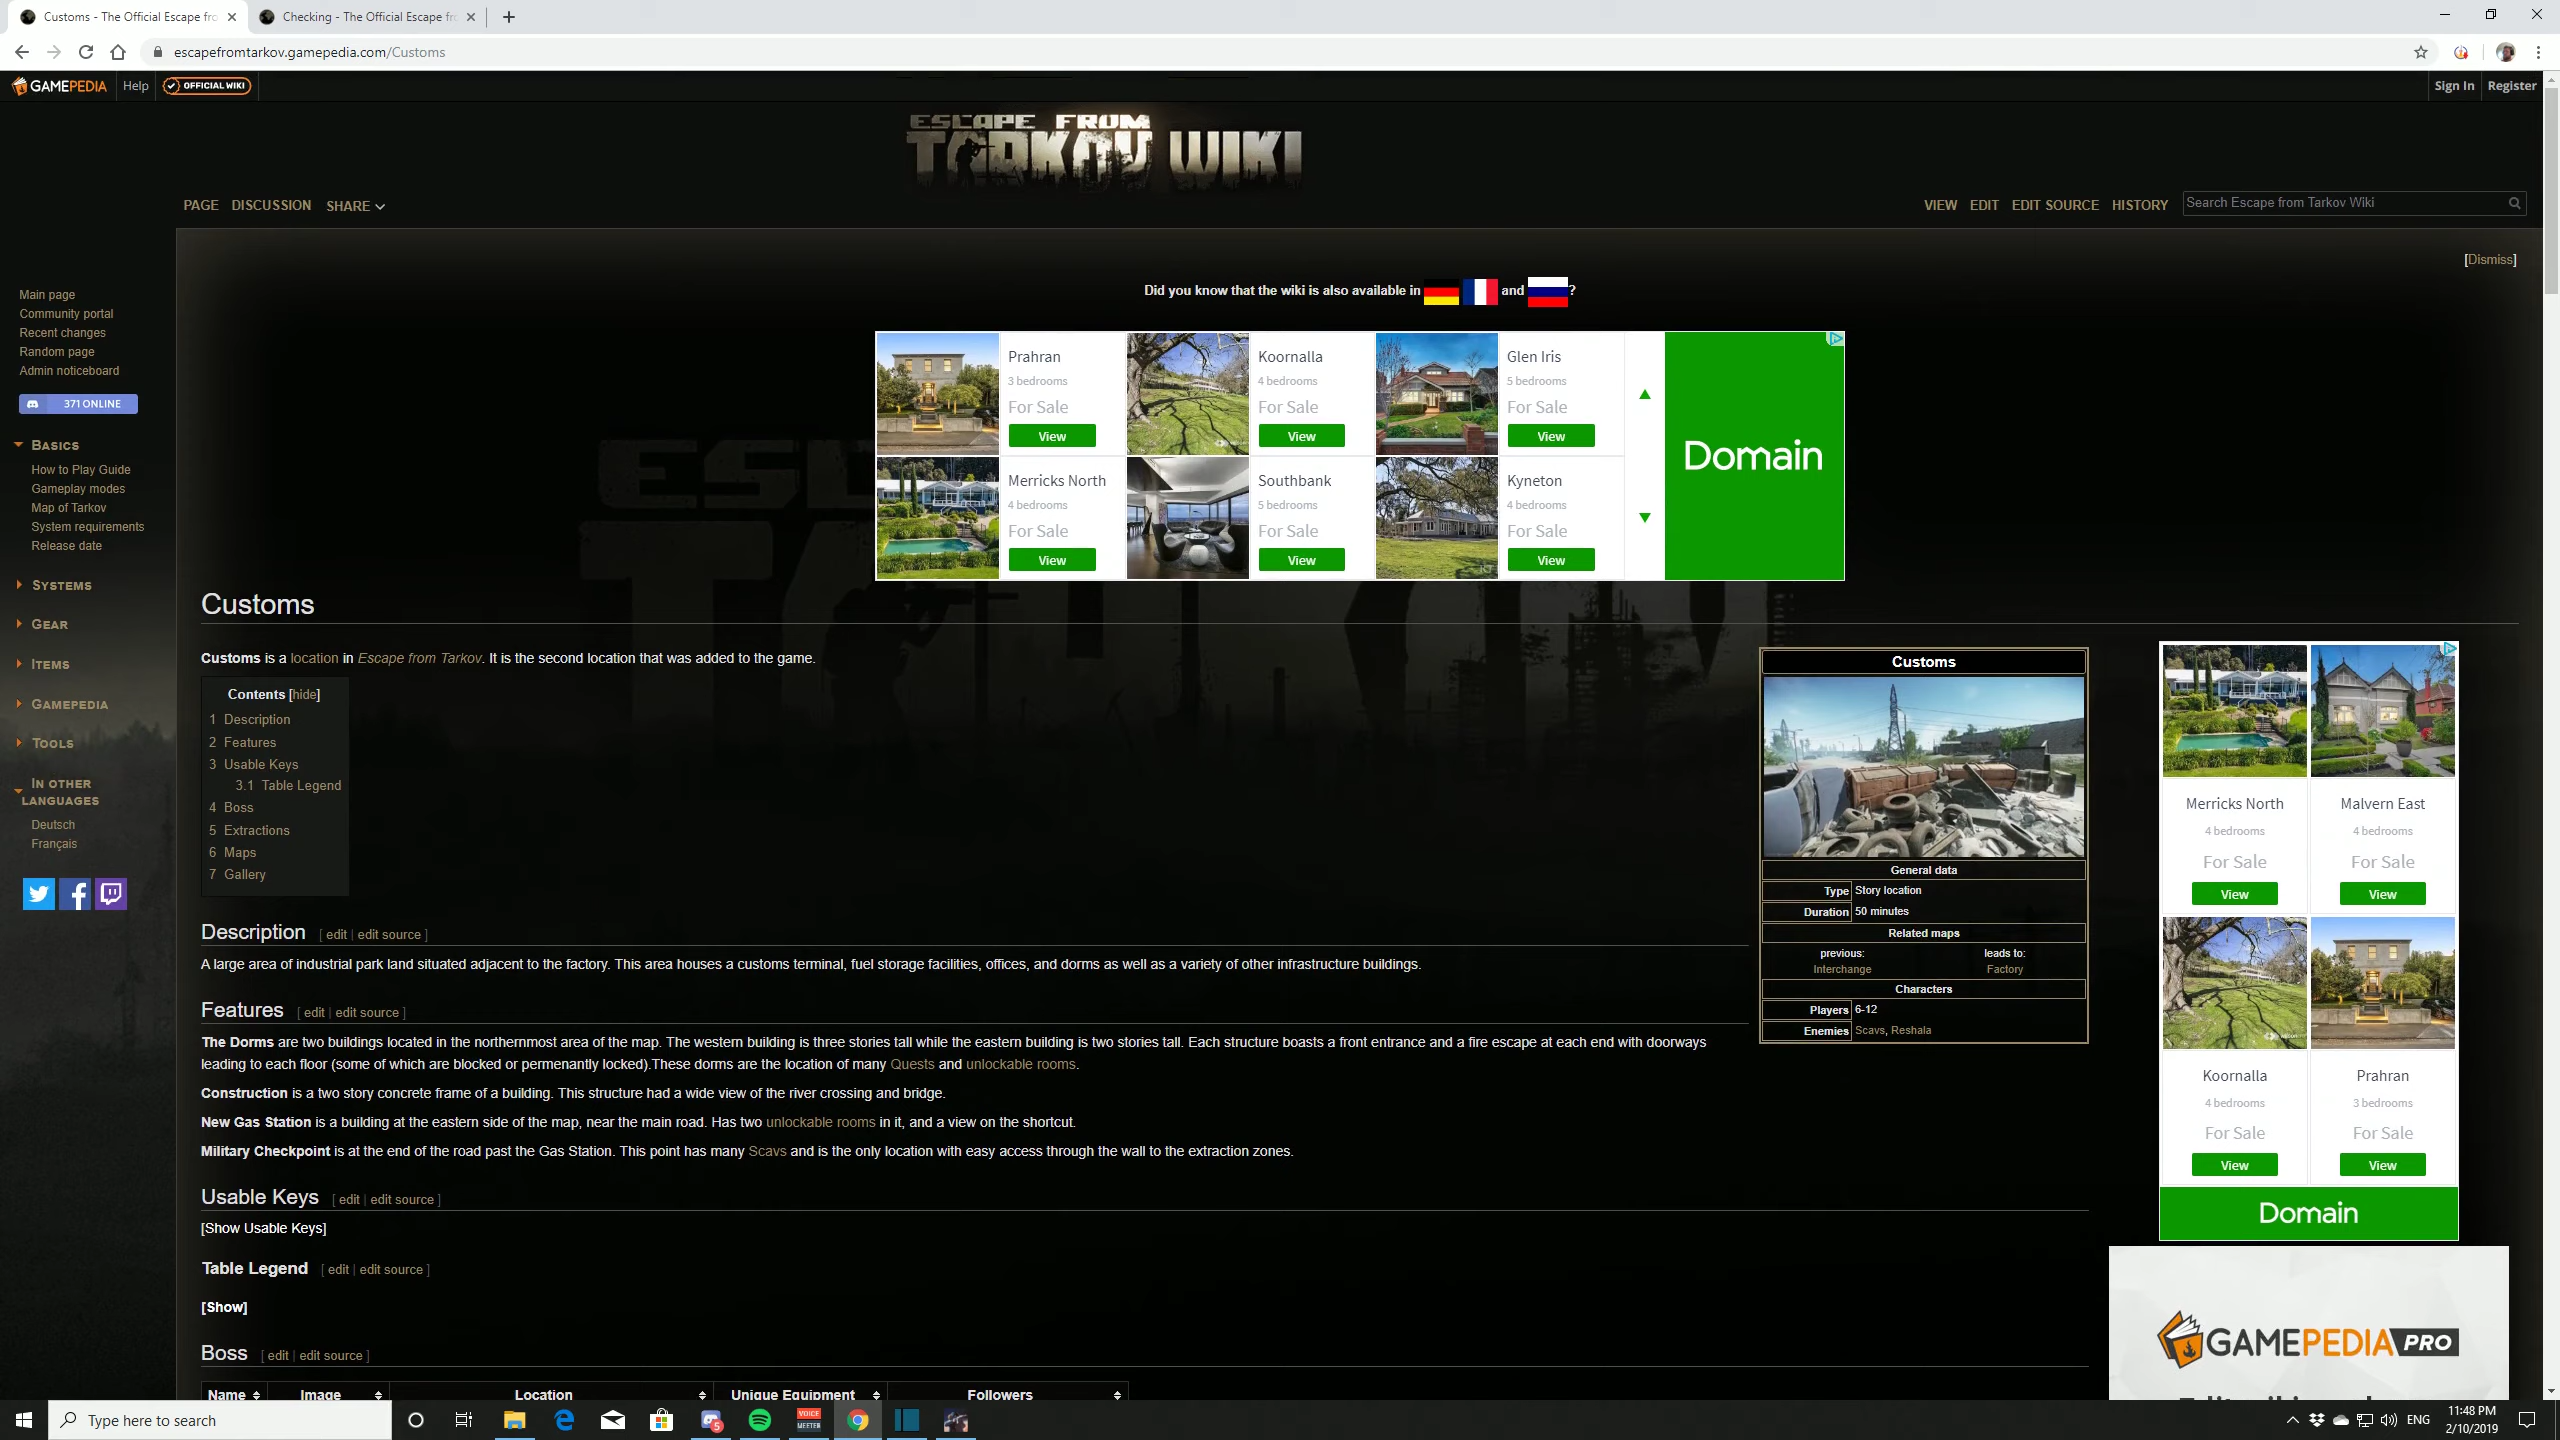 Customs - The Official Escape fro
Checking - The Official Escape fr
escapefromtarkov.gamepedia.com/Customs
GAMEPEDIA
Help
OFFICIAL WIKI
Sign In
Register
ESCAPE FROM
TARKOV WIKI
PAGE
DISCUSSION
SHARE
VIEW
EDIT
EDIT SOURCE
HISTORY
Search Escape from Tarkov Wiki
[Dismiss]
Did you know that the wiki is also available in and ?
Main page
Community portal
Recent changes
Random page
Admin noticeboard
371 ONLINE
BASICS
How to Play Guide
Gameplay modes
Map of Tarkov
System requirements
Release date
SYSTEMS
GEAR
ITEMS
GAMEPEDIA
TOOLS
IN OTHER
LANGUAGES
Deutsch
Français
Prahran
3 bedrooms
For Sale
View
Koornalla
4 bedrooms
For Sale
View
Glen Iris
5 bedrooms
For Sale
View
Merricks North
4 bedrooms
For Sale
View
Southbank
5 bedrooms
For Sale
View
Kyneton
4 bedrooms
For Sale
View
Domain
Customs
Customs is a location in Escape from Tarkov. It is the second location that was added to the game.
Contents [hide]
1 Description
2 Features
3 Usable Keys
3.1 Table Legend
4 Boss
5 Extractions
6 Maps
7 Gallery
Description [ edit | edit source ]
A large area of industrial park land situated adjacent to the factory. This area houses a customs terminal, fuel storage facilities, offices, and dorms as well as a variety of other infrastructure buildings.
Features [ edit | edit source ]
The Dorms are two buildings located in the northernmost area of the map. The western building is three stories tall while the eastern building is two stories tall. Each structure boasts a front entrance and a fire escape at each end with doorways
leading to each floor (some of which are blocked or permenantly locked).These dorms are the location of many Quests and unlockable rooms.
Construction is a two story concrete frame of a building. This structure had a wide view of the river crossing and bridge.
New Gas Station is a building at the eastern side of the map, near the main road. Has two unlockable rooms in it, and a view on the shortcut.
Military Checkpoint is at the end of the road past the Gas Station. This point has many Scavs and is the only location with easy access through the wall to the extraction zones.
Usable Keys [ edit | edit source ]
[Show Usable Keys]
Table Legend [ edit | edit source ]
[Show]
Boss [ edit | edit source ]
Name
Image
Location
Unique Equipment
Followers
Customs
General data
Type Story location
Duration 50 minutes
Related maps
previous:
Interchange
leads to:
Factory
Characters
Players 6-12
Enemies Scavs, Reshala
Merricks North
4 bedrooms
For Sale
View
Malvern East
4 bedrooms
For Sale
View
Koornalla
4 bedrooms
For Sale
View
Prahran
3 bedrooms
For Sale
View
Domain
GAMEPEDIA PRO
Type here to search
5
VOICE
MEETER
ENG
11:48 PM
2/10/2019